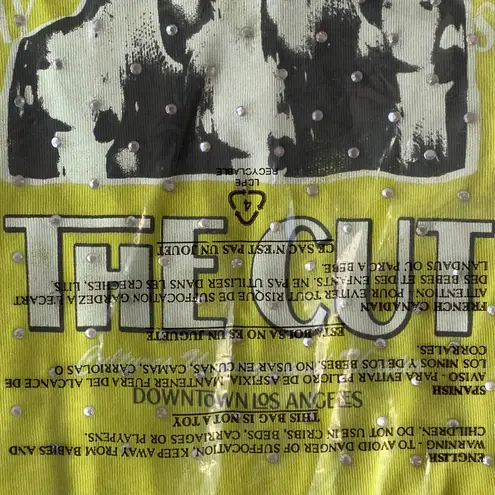 THE CUT
DOWNTOWN LOS ANGELES
ENGLISH
WARNING - TO AVOID DANGER OF SUFFOCATION, KEEP AWAY FROM BABIES AND
CHILDREN. DO NOT USE IN CRIBS, BEDS, CARRIAGES OR PLAYPENS.
THIS BAG IS NOT A TOY
SPANISH
AVISO - PARA EVITAR PELIGRO DE ASFIXIA, MANTENER FUERA DEL ALCANCE DE
LOS NINOS Y DE LOS BEBES. NO USAR EN CUNAS, CAMAS, CARRIOLAS O
CORRALES.
ESTA BOLSA NO ES UN JUGUETE
FRENCH CANADIAN
ATTENTION - POUR EVITER TOUT RISQUE DE SUFFOCATION GARDEZ A L'ECART
DES BEBES ET DES ENFANTS. NE PAS UTILISER DANS LES CRECHES, LITS,
LANDAUS OU PARC A BEBE
CE SAC N'EST PAS UN JOUET
4
LDPE
RECYCLABLE